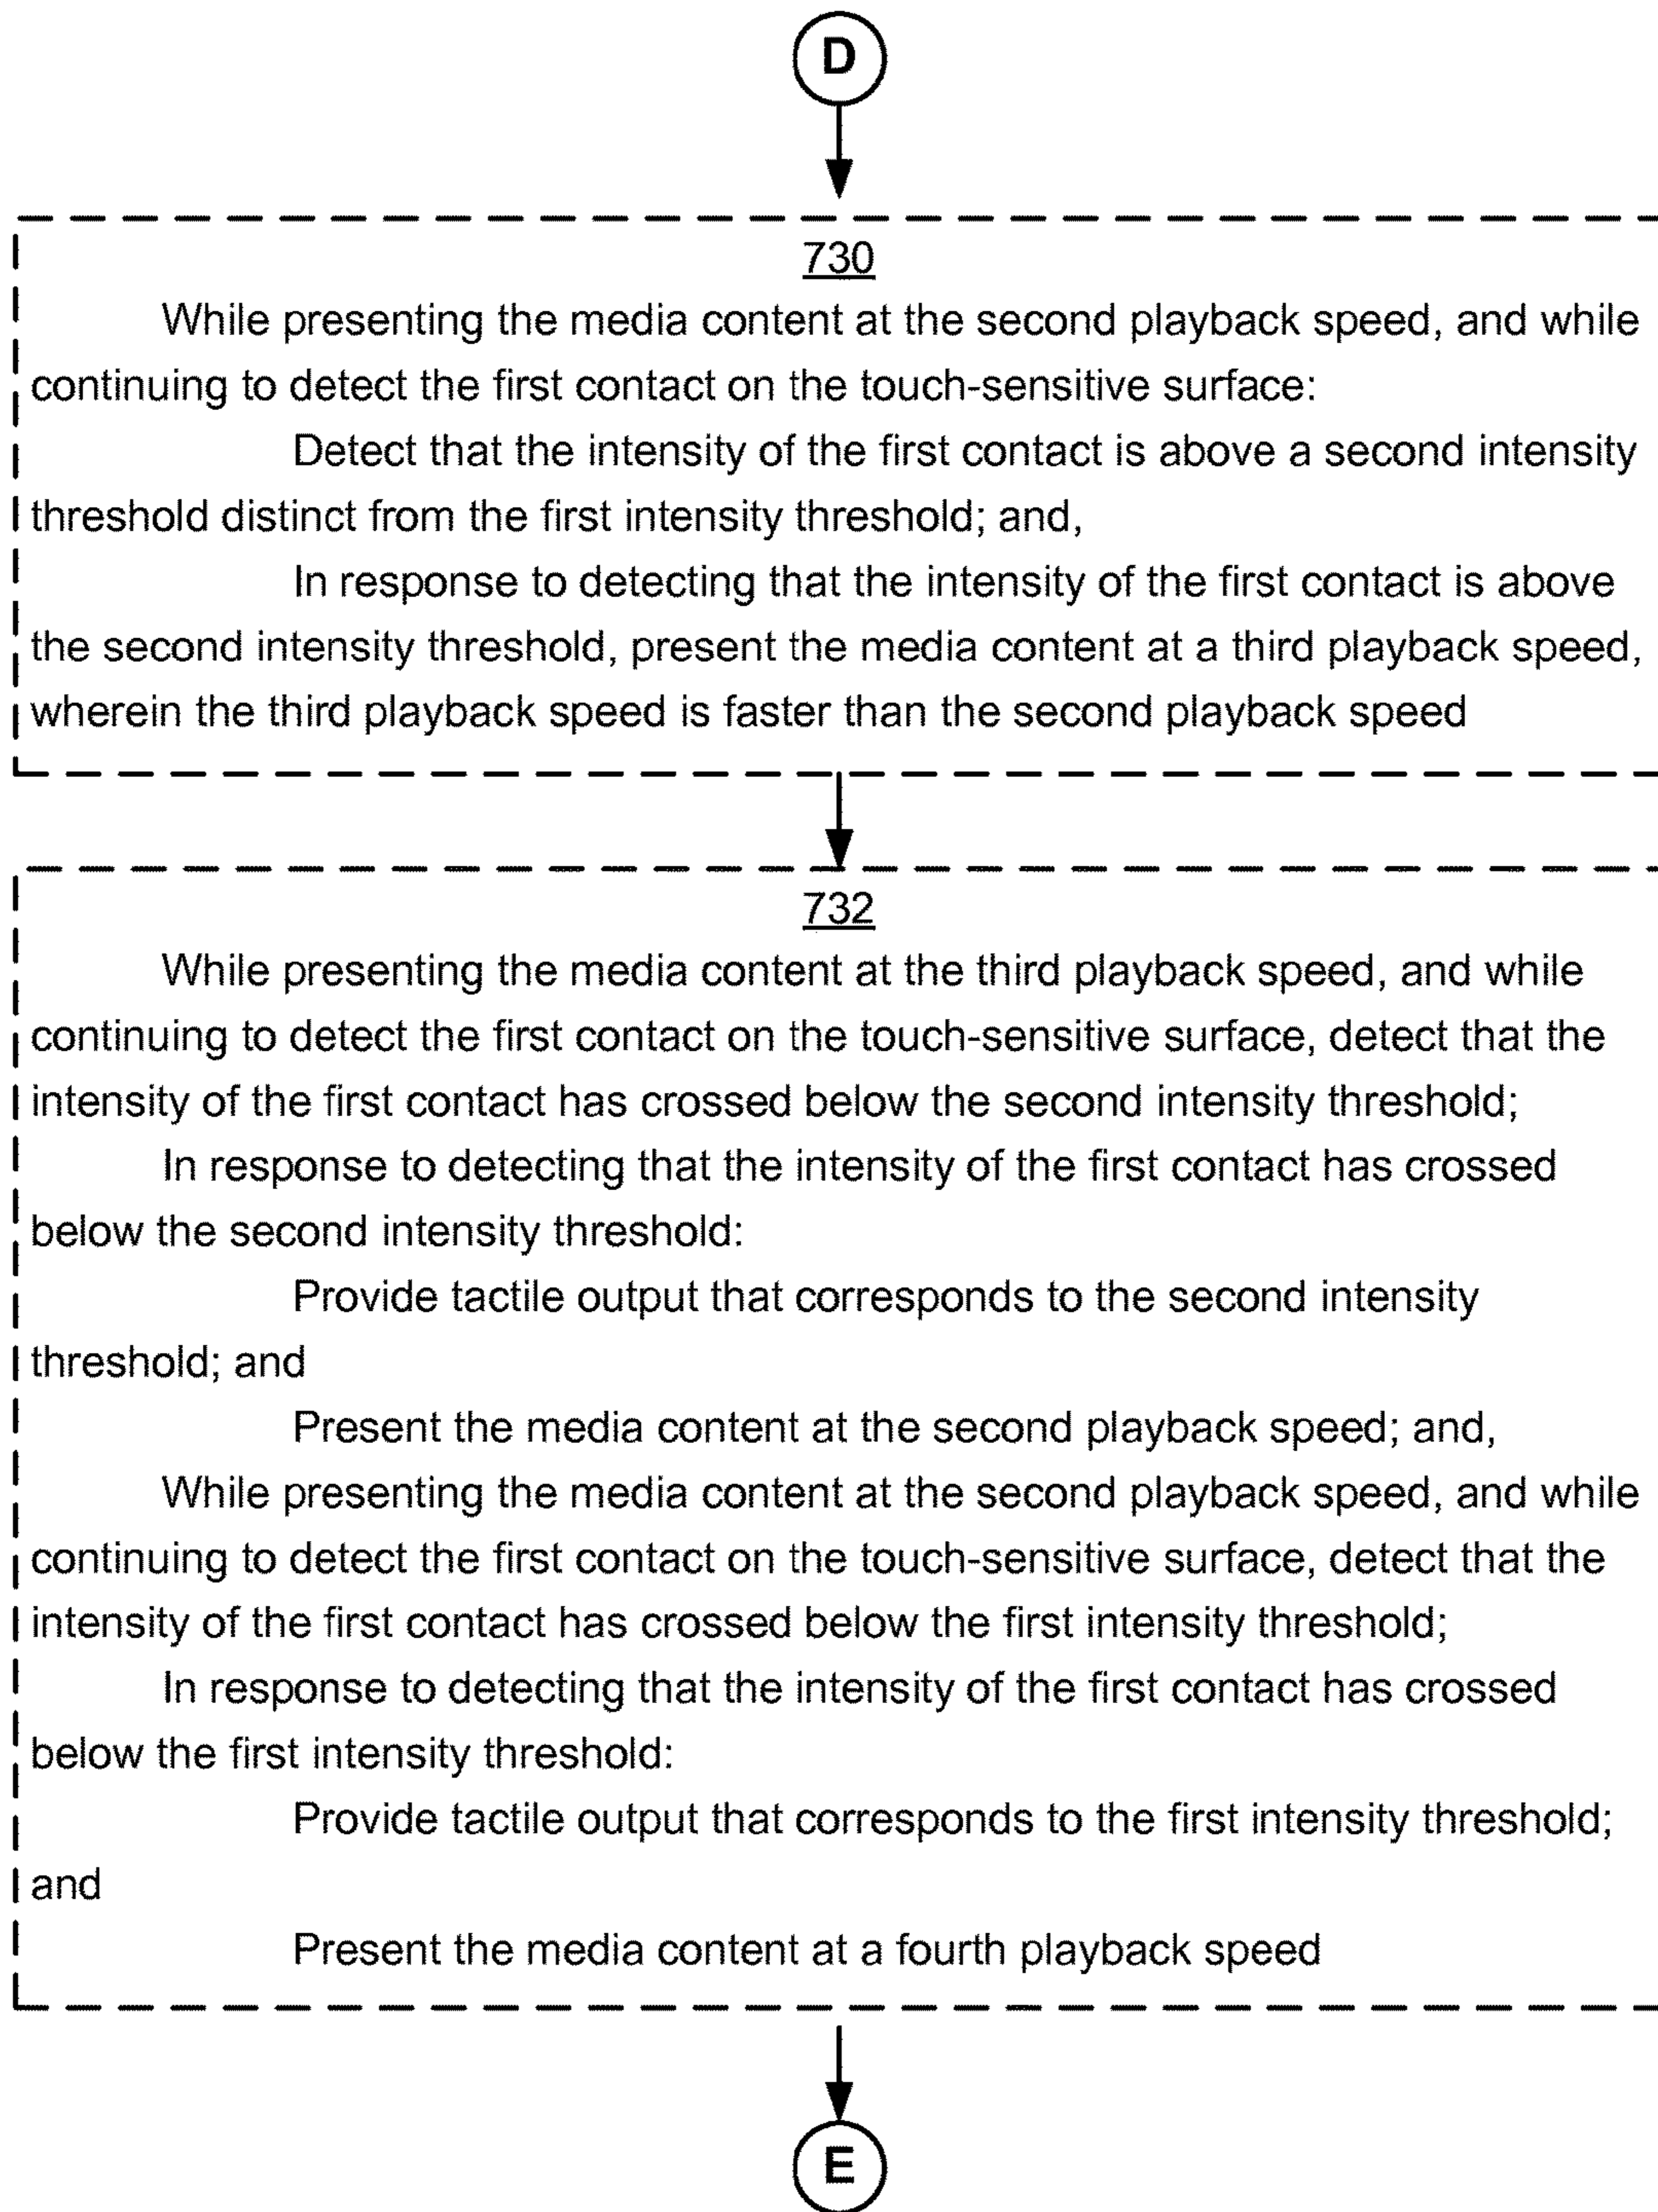 D
730
While presenting the media content at the second playback speed, and while
continuing to detect the first contact on the touch-sensitive surface:
Detect that the intensity of the first contact is above a second intensity
threshold distinct from the first intensity threshold; and,
In response to detecting that the intensity of the first contact is above
the second intensity threshold, present the media content at a third playback speed,
wherein the third playback speed is faster than the second playback speed
732
While presenting the media content at the third playback speed, and while
continuing to detect the first contact on the touch-sensitive surface, detect that the
intensity of the first contact has crossed below the second intensity threshold;
In response to detecting that the intensity of the first contact has crossed
below the second intensity threshold:
Provide tactile output that corresponds to the second intensity
threshold; and
Present the media content at the second playback speed; and,
While presenting the media content at the second playback speed, and while
continuing to detect the first contact on the touch-sensitive surface, detect that the
intensity of the first contact has crossed below the first intensity threshold;
In response to detecting that the intensity of the first contact has crossed
below the first intensity threshold:
Provide tactile output that corresponds to the first intensity threshold;
and
Present the media content at a fourth playback speed
E